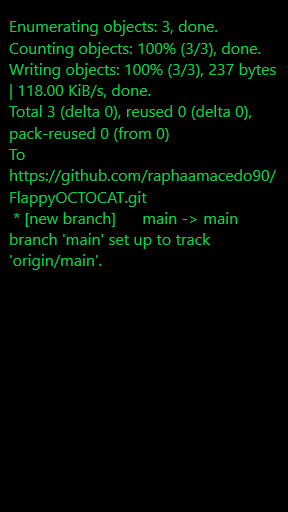 Enumerating objects: 3, done.
Counting objects: 100% (3/3), done.
Writing objects: 100% (3/3), 237 bytes
| 118.00 KiB/s, done.
Total 3 (delta 0), reused 0 (delta 0),
pack-reused 0 (from 0)
To
https://github.com/raphaamacedo90/
FlappyOCTOCAT.git
 * [new branch]      main -> main
branch 'main' set up to track
'origin/main'.